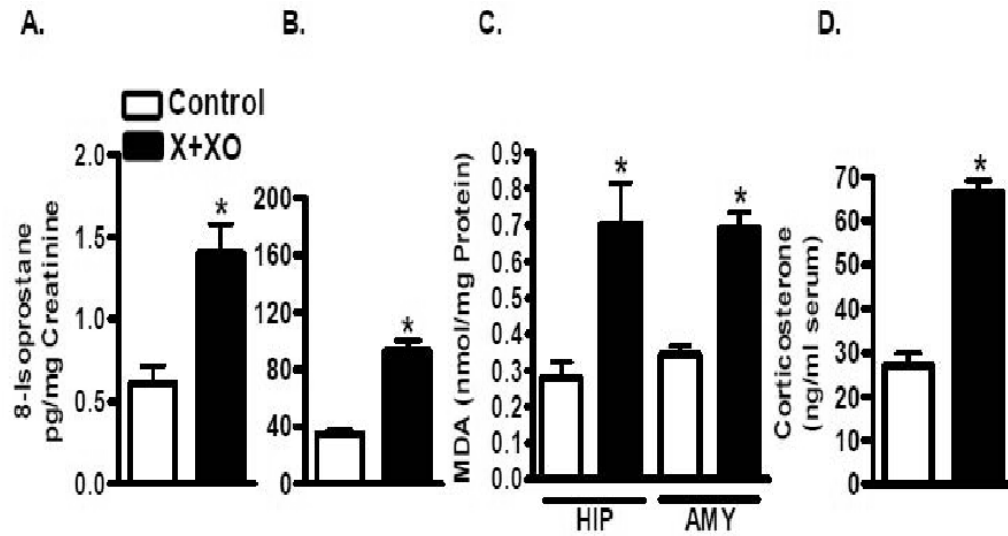 A.
B.
C.
D.
Control
X+XO
8-Isoprostane
pg/mg Creatinine
2.0
1.5
1.0
0.5
0.0
*
200
160
120
80
40
0
*
MDA (nmol/mg Protein)
0.9
0.8
0.7
0.6
0.5
0.4
0.3
0.2
0.1
0.0
*
*
HIP
AMY
Corticosterone
(ng/ml serum)
70
60
50
40
30
20
10
0
*